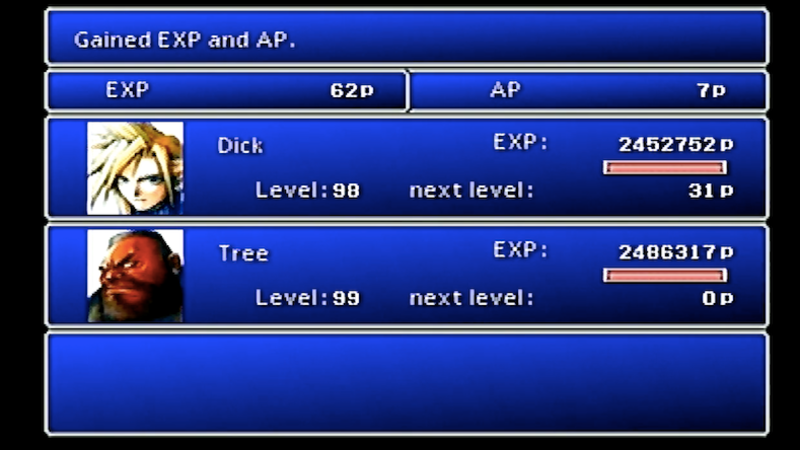 Gained EXP and AP.
EXP 62p AP 7p
Dick EXP: 2452752p
Level:98 next level: 31p
Tree EXP: 2486317p
Level:99 next level: 0p